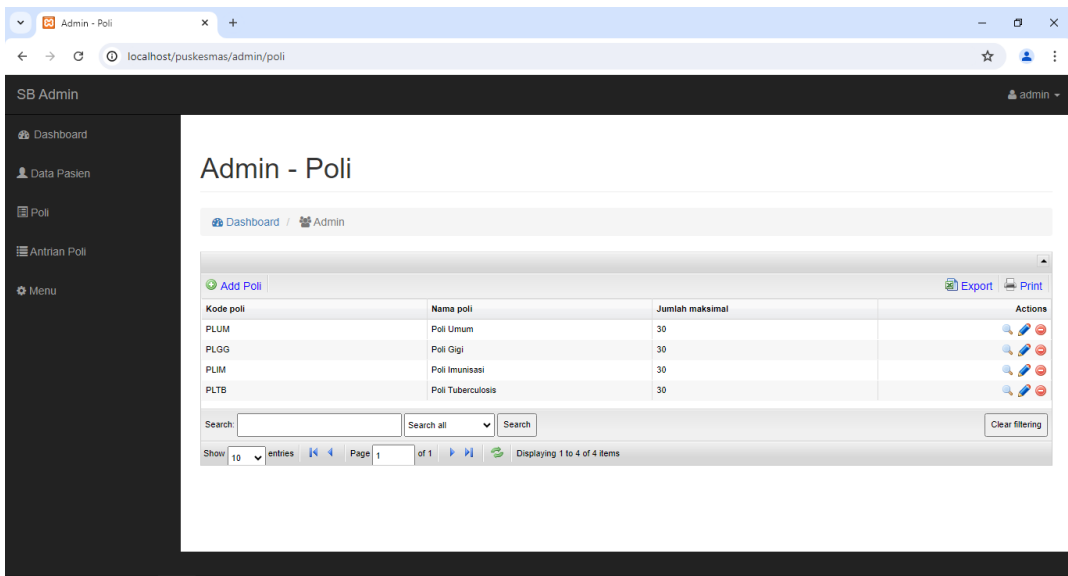 Admin - Poli
localhost/puskesmas/admin/poli
SB Admin
admin
Dashboard
Data Pasien
Poli
Antrian Poli
Menu
Admin - Poli
Dashboard / Admin
Add Poli
Export Print
Kode poli Nama poli Jumlah maksimal Actions
PLUM Poli Umum 30
PLGG Poli Gigi 30
PLIM Poli Imunisasi 30
PLTB Poli Tuberculosis 30
Search: Search all Search Clear filtering
Show 10 entries Page 1 of 1 Displaying 1 to 4 of 4 items